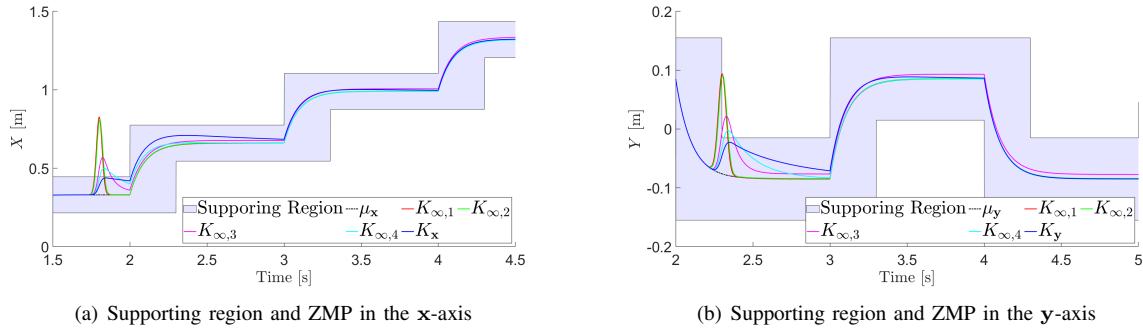 1.5
1
0.5
0
X [m]
Supporing Region
μx
K∞,1
K∞,2
K∞,3
K∞,4
Kx
1.5 2 2.5 3 3.5 4 4.5
Time [s]
(a) Supporting region and ZMP in the x-axis
0.2
0.1
0
-0.1
-0.2
Y [m]
Supporing Region
μy
K∞,1
K∞,2
K∞,3
K∞,4
Ky
2 2.5 3 3.5 4 4.5 5
Time [s]
(b) Supporting region and ZMP in the y-axis